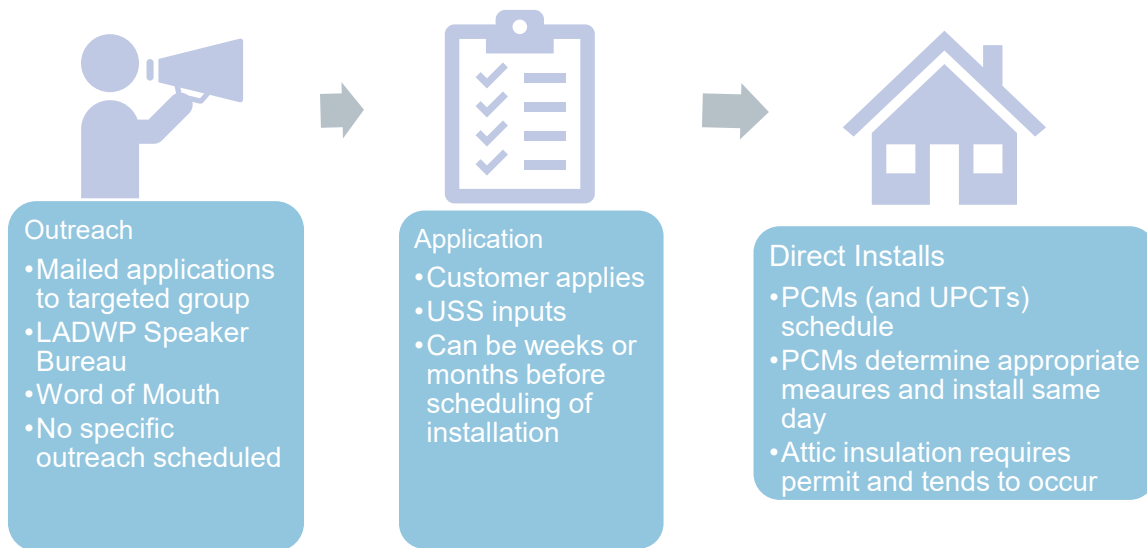 Outreach
•Mailed applications
to targeted group
•LADWP Speaker
Bureau
•Word of Mouth
•No specific
outreach scheduled
Application
•Customer applies
•USS inputs
•Can be weeks or
months before
scheduling of
installation
Direct Installs
•PCMs (and UPCTs)
schedule
•PCMs determine appropriate
meaures and install same
day
•Attic insulation requires
permit and tends to occur